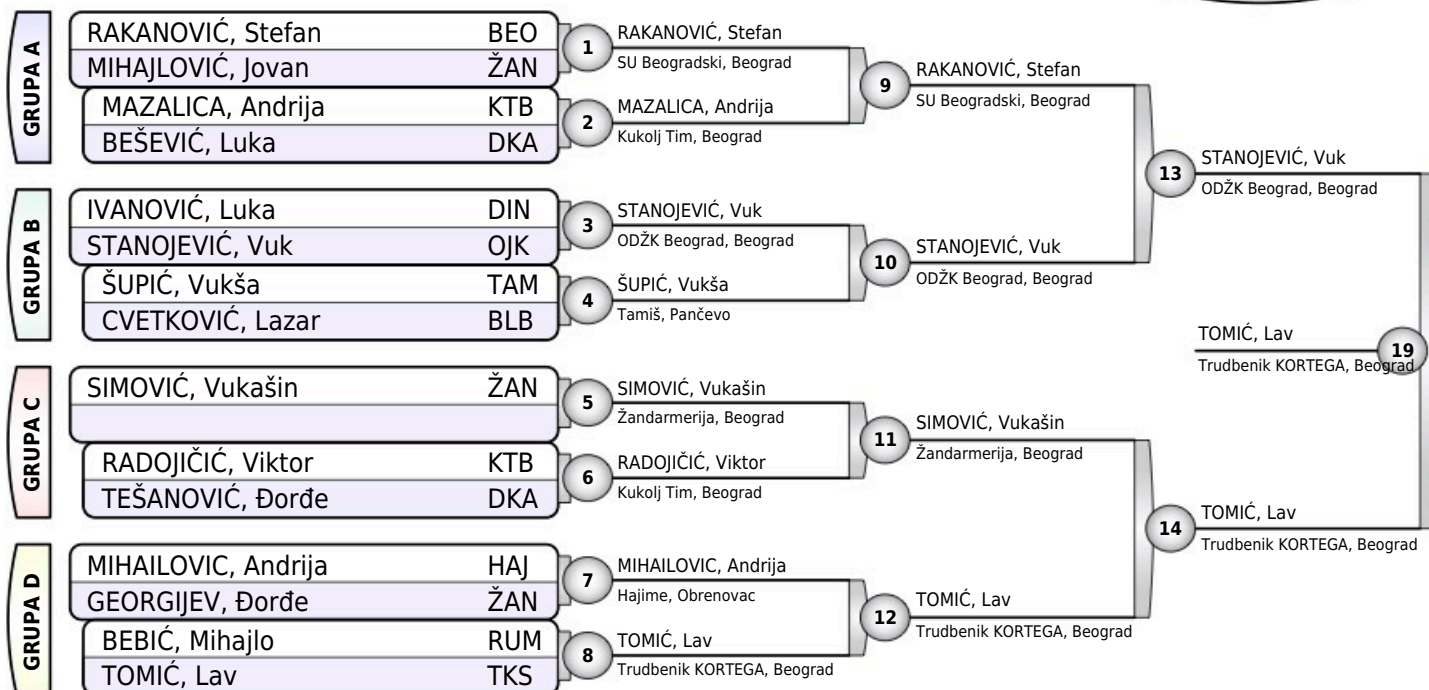 GRUPA A
RAKANOVIĆ, Stefan BEO
MIHAJLOVIĆ, Jovan ŽAN
MAZALICA, Andrija KTB
BEŠEVIĆ, Luka DKA
GRUPA B
IVANOVIĆ, Luka DIN
STANOJEVIĆ, Vuk OJK
ŠUPIĆ, Vukša TAM
CVETKOVIĆ, Lazar BLB
GRUPA C
SIMOVIĆ, Vukašin ŽAN
RADOJIČIĆ, Viktor KTB
TEŠANOVIĆ, Đorđe DKA
GRUPA D
MIHAILOVIC, Andrija HAJ
GEORGIJEV, Đorđe ŽAN
BEBIĆ, Mihajlo RUM
TOMIĆ, Lav TKS
1
RAKANOVIĆ, Stefan
SU Beogradski, Beograd
2
MAZALICA, Andrija
Kukolj Tim, Beograd
3
STANOJEVIĆ, Vuk
ODŽK Beograd, Beograd
4
ŠUPIĆ, Vukša
Tamiš, Pančevo
5
SIMOVIĆ, Vukašin
Žandarmerija, Beograd
6
RADOJIČIĆ, Viktor
Kukolj Tim, Beograd
7
MIHAILOVIC, Andrija
Hajime, Obrenovac
8
TOMIĆ, Lav
Trudbenik KORTEGA, Beograd
9
RAKANOVIĆ, Stefan
SU Beogradski, Beograd
10
STANOJEVIĆ, Vuk
ODŽK Beograd, Beograd
11
SIMOVIĆ, Vukašin
Žandarmerija, Beograd
12
TOMIĆ, Lav
Trudbenik KORTEGA, Beograd
13
STANOJEVIĆ, Vuk
ODŽK Beograd, Beograd
14
TOMIĆ, Lav
Trudbenik KORTEGA, Beograd
TOMIĆ, Lav
19
Trudbenik KORTEGA, Beograd